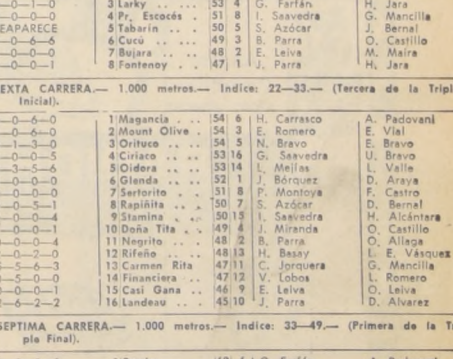 —0—1—0 3 Larky .. ... 53 4 G. Farfán H. Jara
—0—0—0 4 Pr. Escocés . 51 8 I. Saavedra G. Mancilla
EAPARECE 5 Tabarín .. .. 50 5 S. Azócar J. Bernal
—0—6—6 6 Cucú .. .. .. 49 3 B. Parra O. Castillo
—0—0—0 7 Bujara .. .. 48 2 E. Leiva M. Maira
—0—0—1 8 Fontenoy .. 47 1 J. Parra H. Jara
EXTA CARRERA.— 1.000 metros.— Indice: 22—33.— (Tercera de la Tripl
Inicial).
—0—6—0 1 Magancia .. 54 6 H. Carrasco A. Padovani
—0—6—0 2 Mount Olive . 54 3 E. Romero E. Vial
—1—3—0 3 Orituco .. .. 54 5 N. Bravo E. Bravo
—0—0—5 4 Ciriaco .. .. 53 16 G. Saavedra U. Bravo
—3—5—6 5 Oidora .. .. 53 14 L. Mejías L. Valle
—0—0—0 6 Glenda .. .. 52 1 J. Bórquez D. Araya
—0—0—0 7 Sertorito . . 51 8 P. Montoya F. Castro
—0—5—1 8 Rapiñita .. . 50 7 S. Azócar D. Bernal
—0—0—4 9 Stamina . .. 50 15 I. Saavedra H. Alcántara
—0—0—1 10 Doña Tita . . 49 4 J. Miranda O. Castillo
—0—0—4 11 Negrito .. .. 48 2 B. Parra O. Aliaga
—0—0—0 12 Rifeño .. .. 48 13 H. Basay L. E. Vásquez
—5—6—3 13 Carmen Rita 47 11 C. Jorquera G. Mancilla
—5—0—0 14 Financiera .. 47 12 V. Lobos L. Romero
—0—0—1 15 Casi Gana .. 46 9 E. Leiva O. Leiva
—6—2—2 16 Landeau .. .. 45 10 J. Parra D. Alvarez
SEPTIMA CARRERA.— 1.000 metros.— Indice: 33—49.— (Primera de la Tr
ple Final).